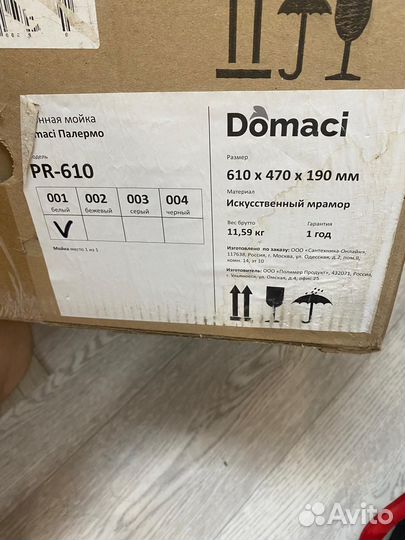 нная мойка
maci Палермо
одель
PR-610
001 002 003 004
белый бежевый серый черный
V
Мойка место 1 из 1
Domaci
Размер
610 x 470 x 190 мм
Материал
Искусственный мрамор
Вес брутто Гарантия
11,59 кг 1 год
Изготовлено по заказу: ООО «Сантехника-Онлайн»,
117638, Россия, г. Москва, ул. Одесская, д.2, пом.II,
комн. 14, эт 10
Изготовитель: ООО «Полимер Продукт», 432071, Россия,
г. Ульяновск, ул. Омская, д.4, офис 25
Avito